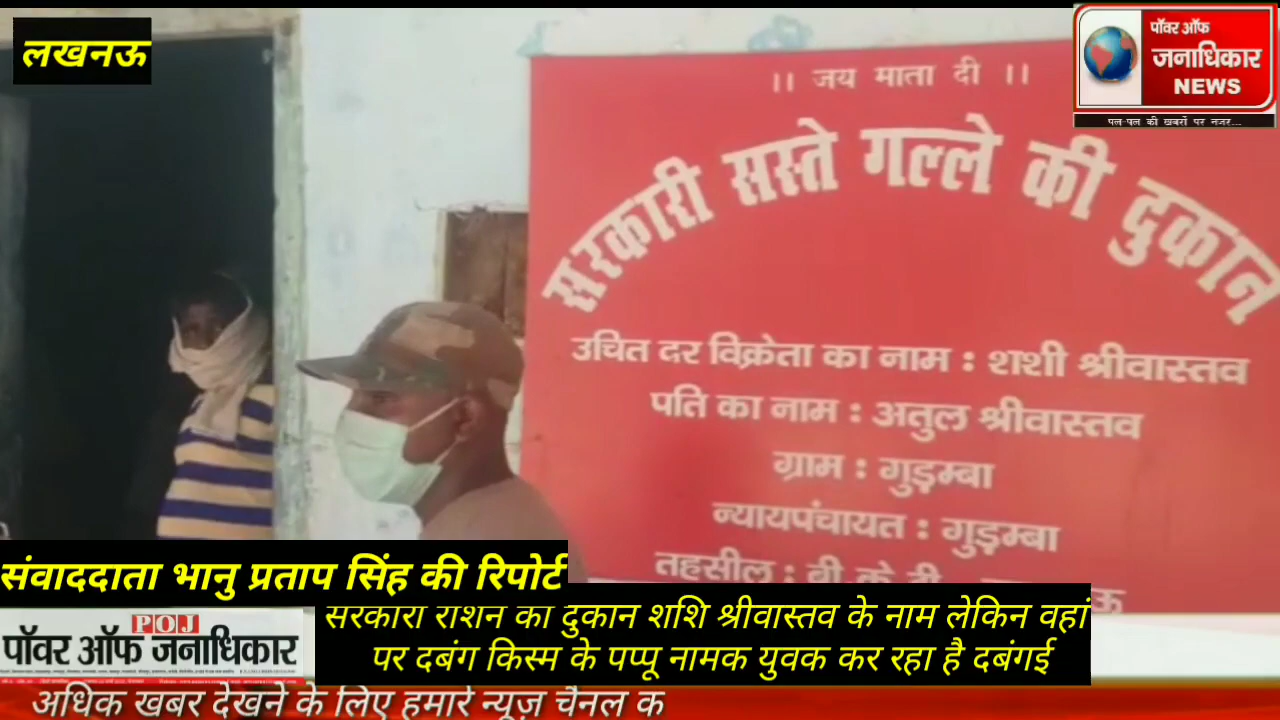 लखनऊ
पॉवर ऑफ
जनाधिकार
NEWS
पल-पल की खबरों पर नजर...
।। जय माता दी ।।
सरकारी सस्ते गल्ले की दुकान
उचित दर विक्रेता का नाम : शशी श्रीवास्तव
पति का नाम : अतुल श्रीवास्तव
ग्राम : गुड़म्बा
न्यायपंचायत : गुड़म्बा
तहसील : बी. के. टी.
संवाददाता भानु प्रताप सिंह की रिपोर्ट
सरकारी राशन की दुकान शशि श्रीवास्तव के नाम लेकिन वहां
पर दबंग किस्म के पप्पू नामक युवक कर रहा है दबंगई
POJ
पॉवर ऑफ जनाधिकार
अधिक खबर देखने के लिए हमारे न्यूज़ चैनल क